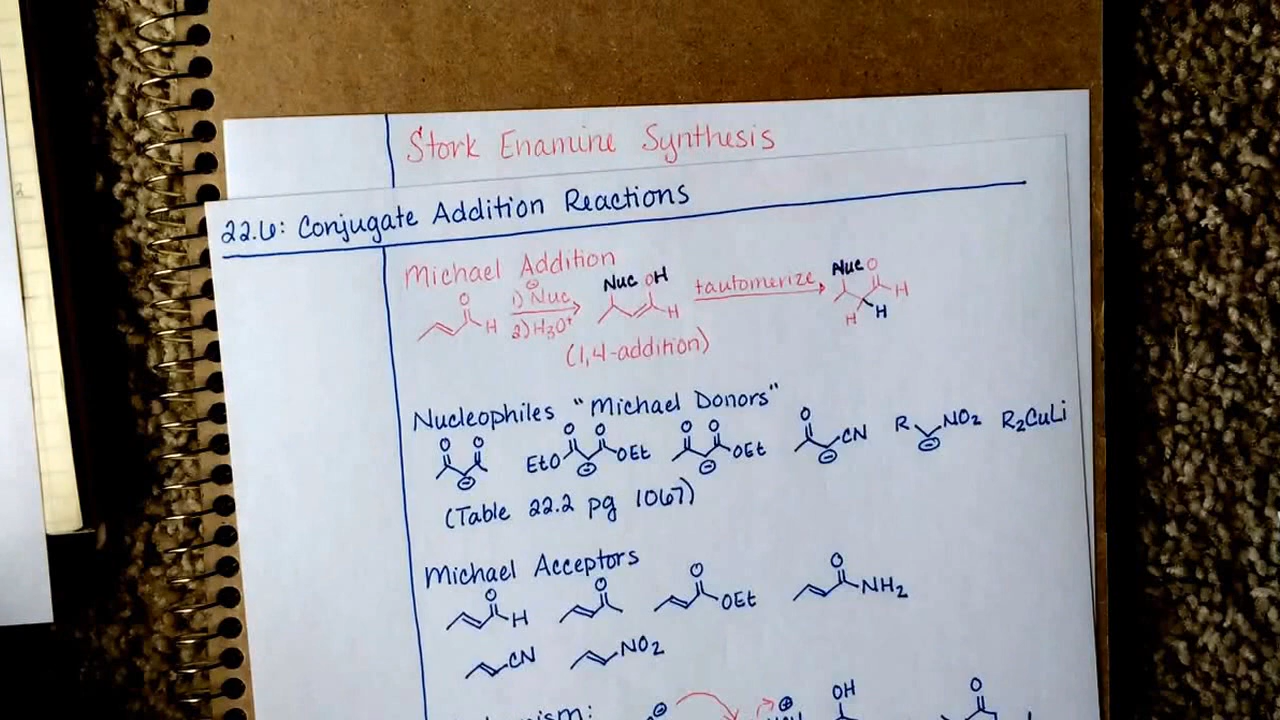 Stork Enamine Synthesis
22.6: Conjugate Addition Reactions
Michael Addition
O H 1) ⊖Nuc 2) H3O+ Nuc OH H tautomerize Nuc O H H H
(1,4-addition)
Nucleophiles "Michael Donors"
O O ⊖ EtO O O OEt ⊖ O O OEt ⊖ O CN ⊖ R NO2 ⊖ R2CuLi
(Table 22.2 pg 1067)
Michael Acceptors
O H O O OEt O NH2
CN NO2
⊖ ⊕ OH O